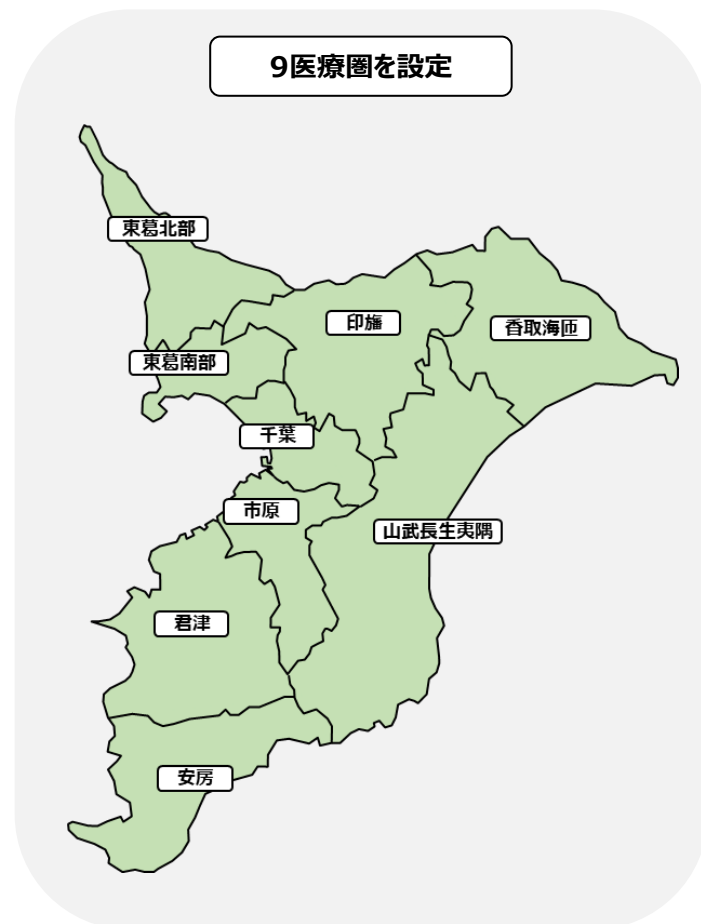 9医療圏を設定
東葛北部
印旛
香取海匝
東葛南部
千葉
市原
山武長生夷隅
君津
安房